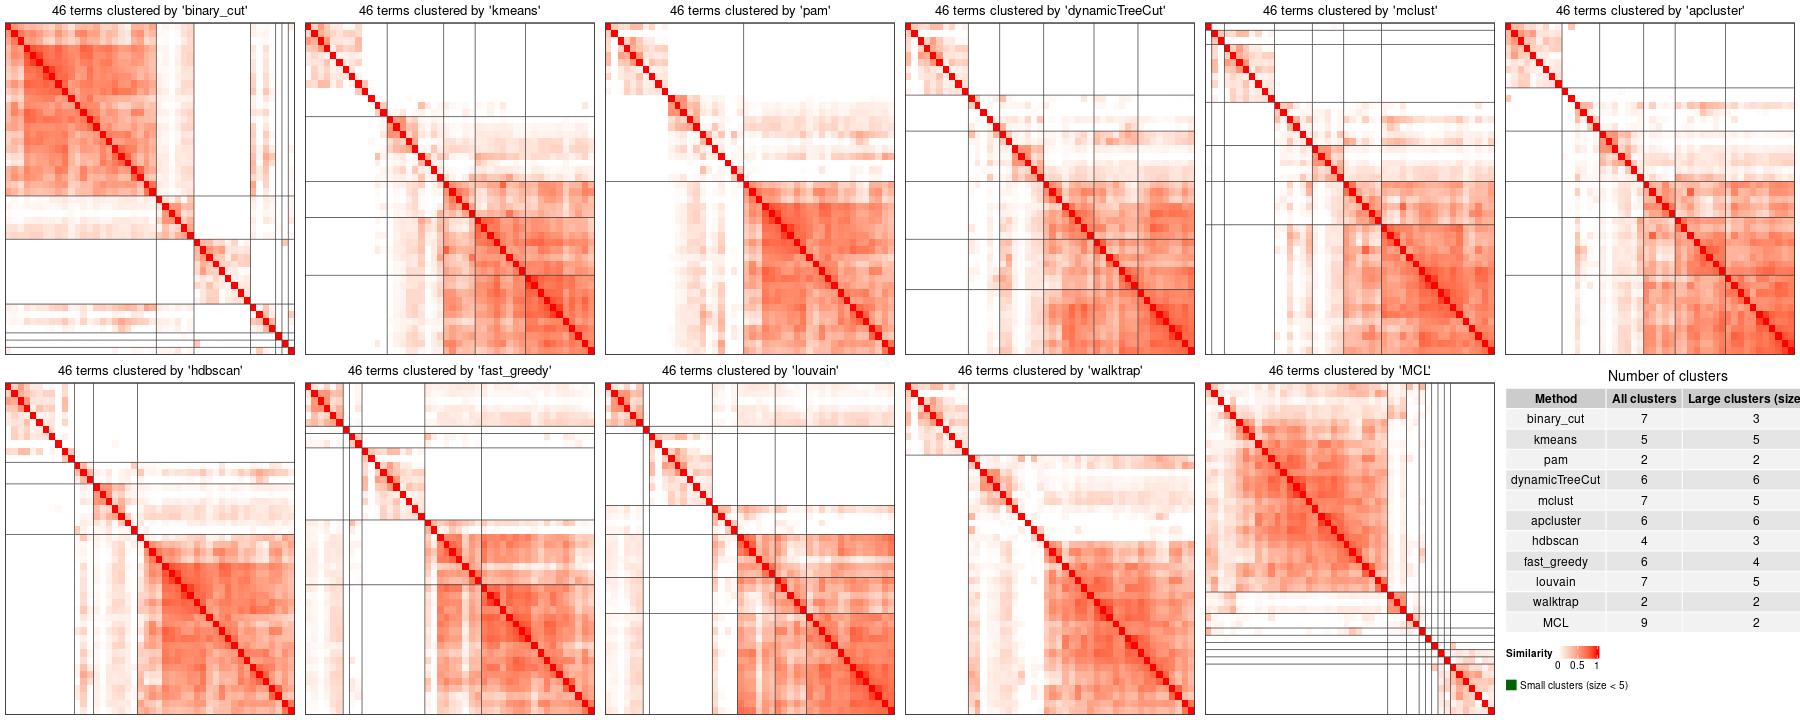 46 terms clustered by 'binary_cut'
46 terms clustered by 'kmeans'
46 terms clustered by 'pam'
46 terms clustered by 'dynamicTreeCut'
46 terms clustered by 'mclust'
46 terms clustered by 'apcluster'
46 terms clustered by 'hdbscan'
46 terms clustered by 'fast_greedy'
46 terms clustered by 'louvain'
46 terms clustered by 'walktrap'
46 terms clustered by 'MCL'
Number of clusters
Method All clusters Large clusters (size
binary_cut 7 3
kmeans 5 5
pam 2 2
dynamicTreeCut 6 6
mclust 7 5
apcluster 6 6
hdbscan 4 3
fast_greedy 6 4
louvain 7 5
walktrap 2 2
MCL 9 2
Similarity
0 0.5 1
Small clusters (size < 5)